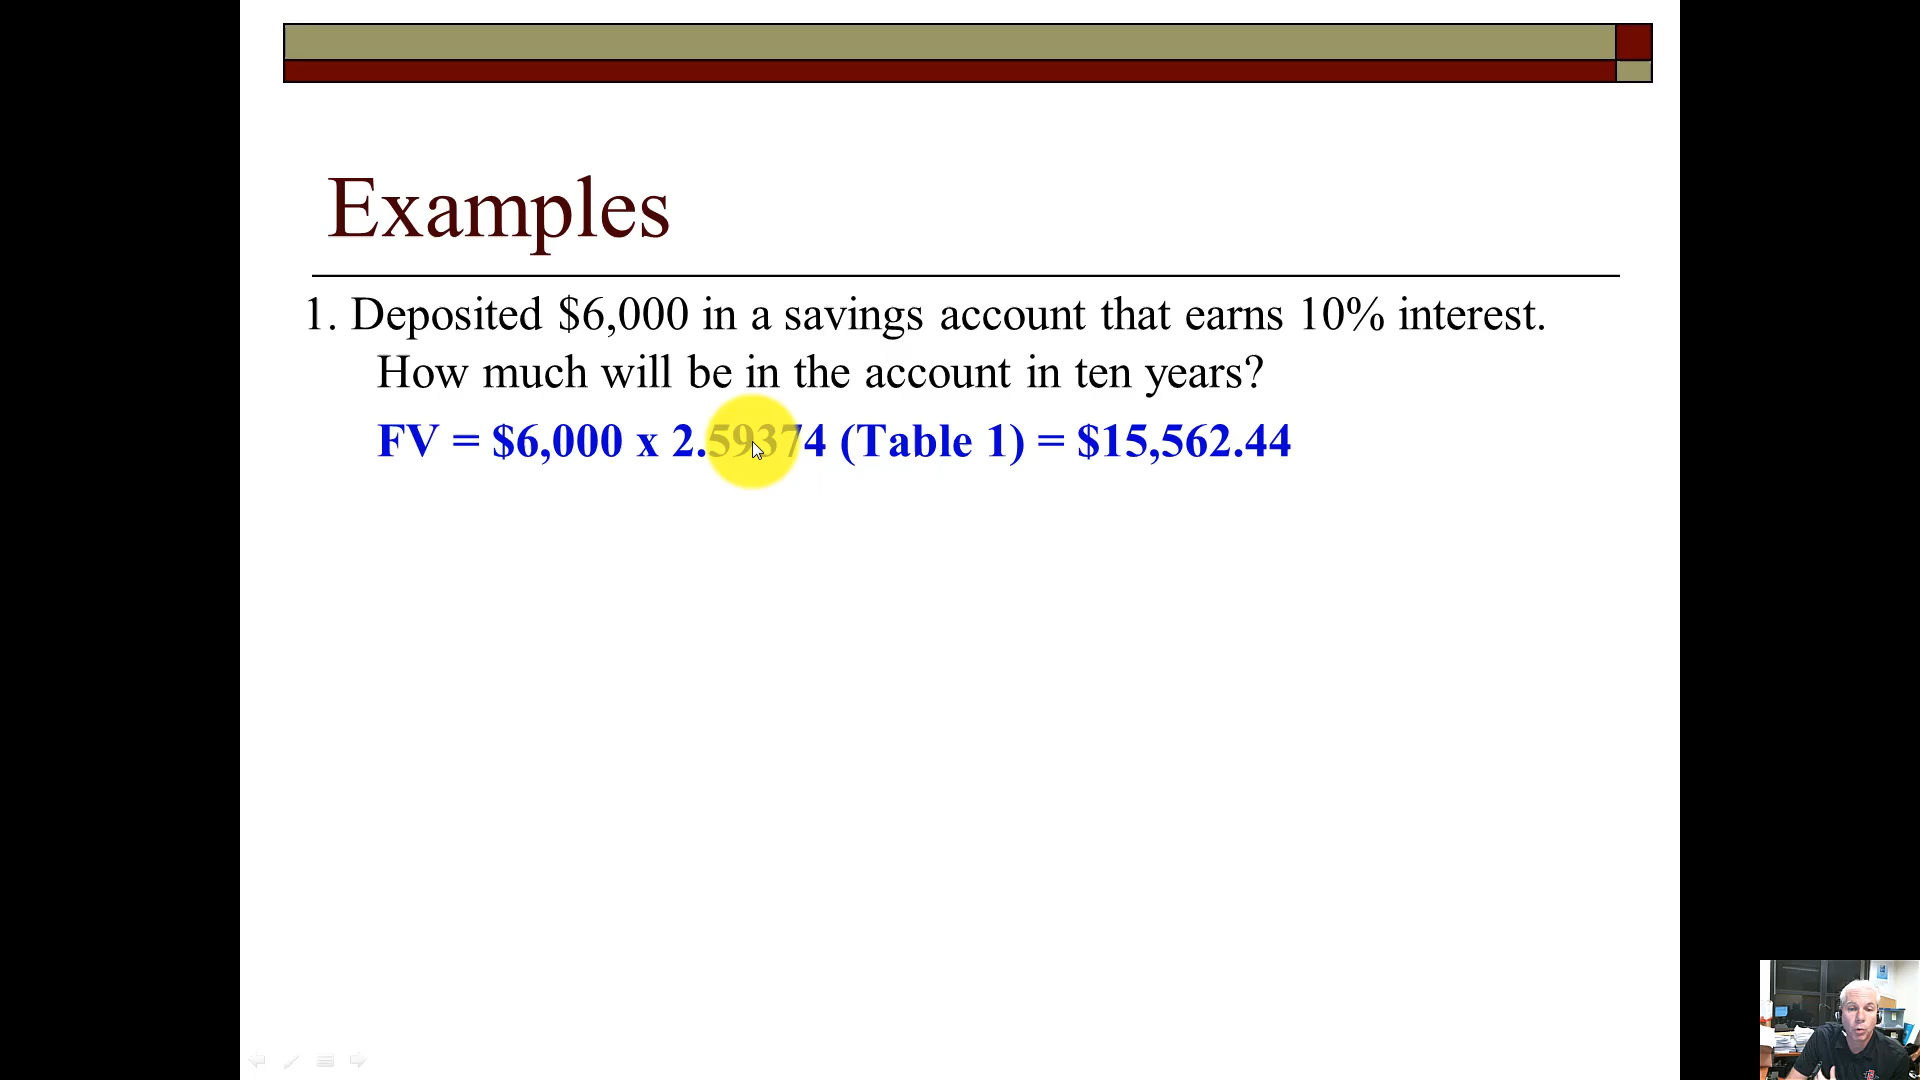 Examples
1. Deposited $6,000 in a savings account that earns 10% interest.
How much will be in the account in ten years?
FV = $6,000 x 2.59374 (Table 1) = $15,562.44